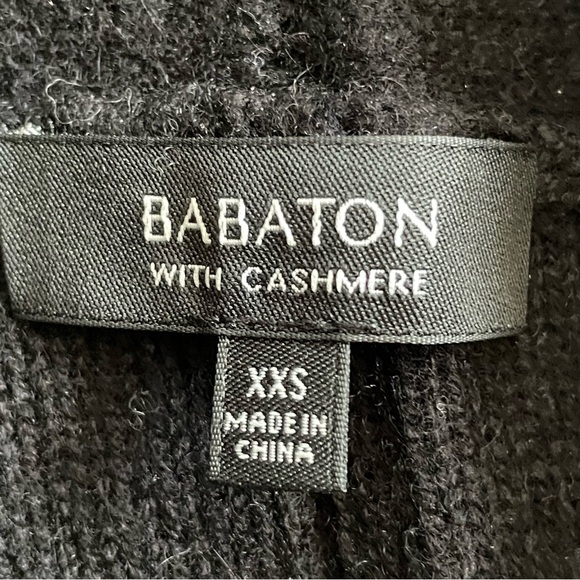 BABATON
WITH CASHMERE
XXS
MADE IN
CHINA